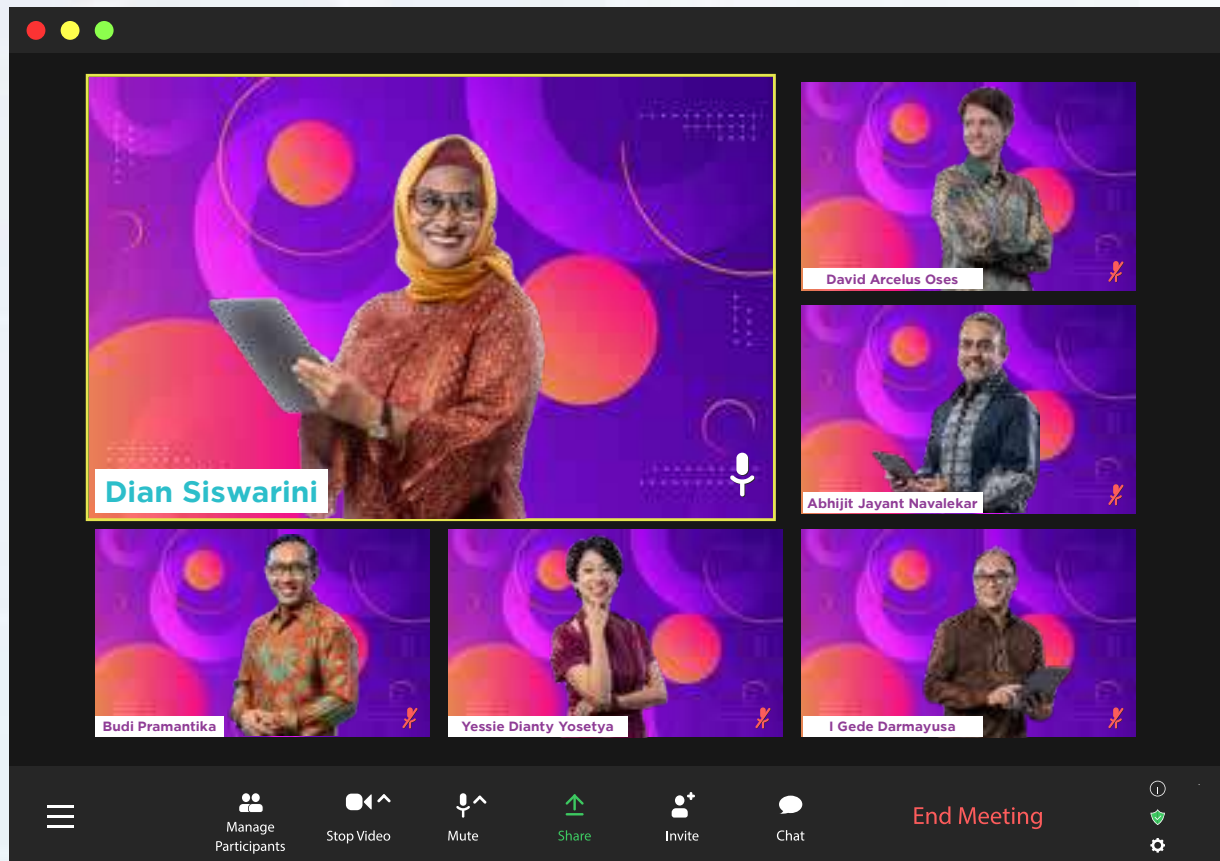 Dian Siswarini
David Arcelus Oses
Abhijit Jayant Navalekar
Budi Pramantika
Yessie Dianty Yosetya
I Gede Darmayusa
Manage
Participants
Stop Video
Mute
Share
Invite
Chat
End Meeting